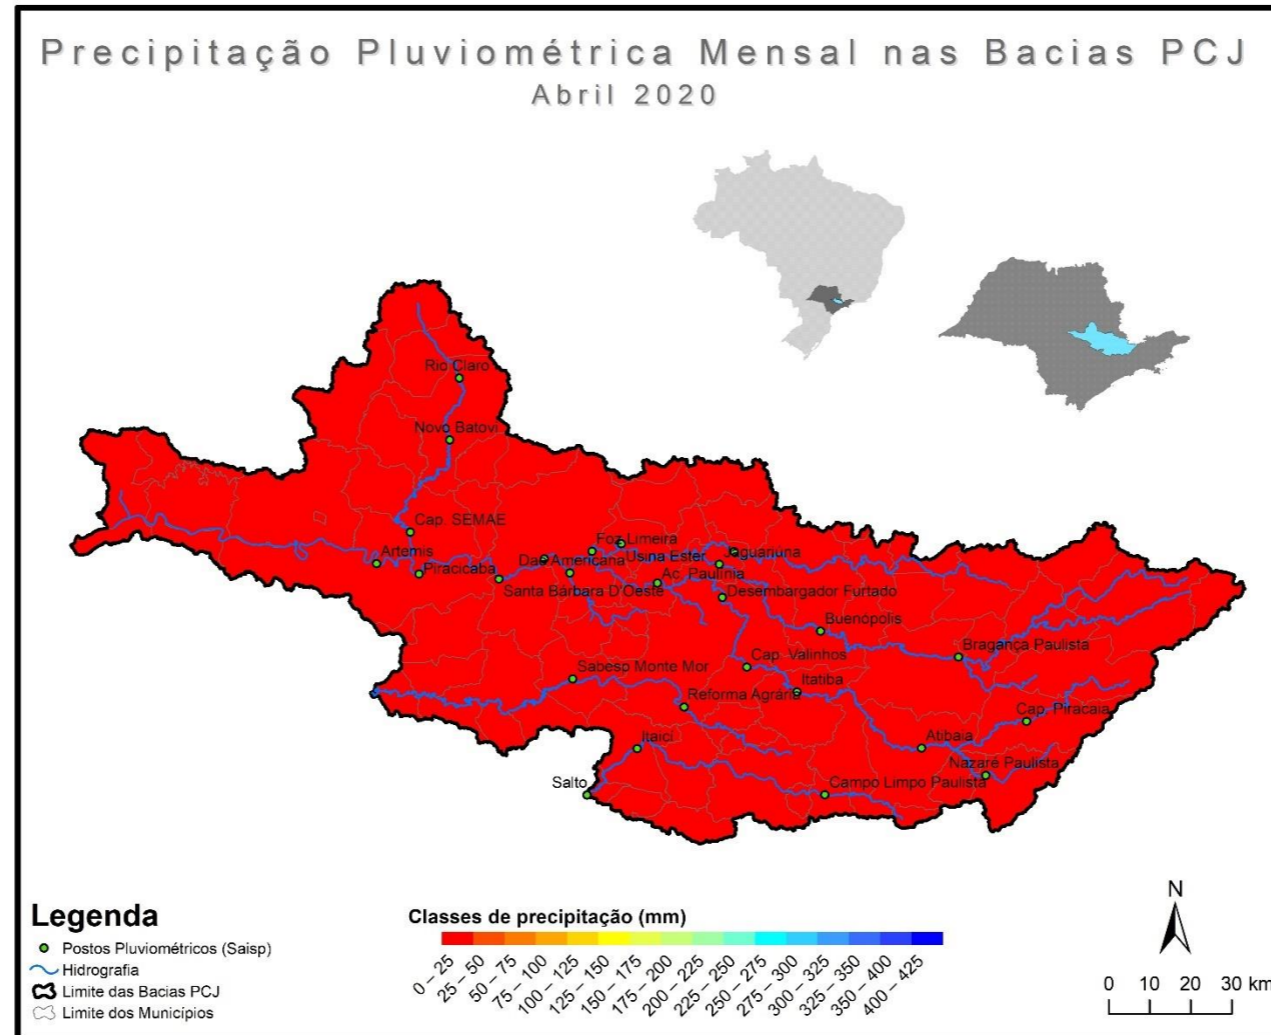 Precipitação Pluviométrica Mensal nas Bacias PCJ
Abril 2020
Rio Claro
Novo Batovi
Cap. SEMAE
Artemis
Piracicaba
Foz Limeira
Dae Americana
Usina Ester
Jaguariuna
Ac. Paulínia
Santa Bárbara D'Oeste
Desembargador Furtado
Buenópolis
Bragança Paulista
Cap. Valinhos
Sabesp Monte Mor
Itatiba
Reforma Agrária
Cap. Piracaia
Itaici
Atibaia
Nazaré Paulista
Salto
Campo Limpo Paulista
Legenda
Postos Pluviométricos (Saisp)
Hidrografia
Limite das Bacias PCJ
Limite dos Municípios
Classes de precipitação (mm)
0 – 25
25 – 50
50 – 75
75 – 100
100 – 125
125 – 150
150 – 175
175 – 200
200 – 225
225 – 250
250 – 275
275 – 300
300 – 325
325 – 350
350 – 400
400 – 425
N
0 10 20 30 km